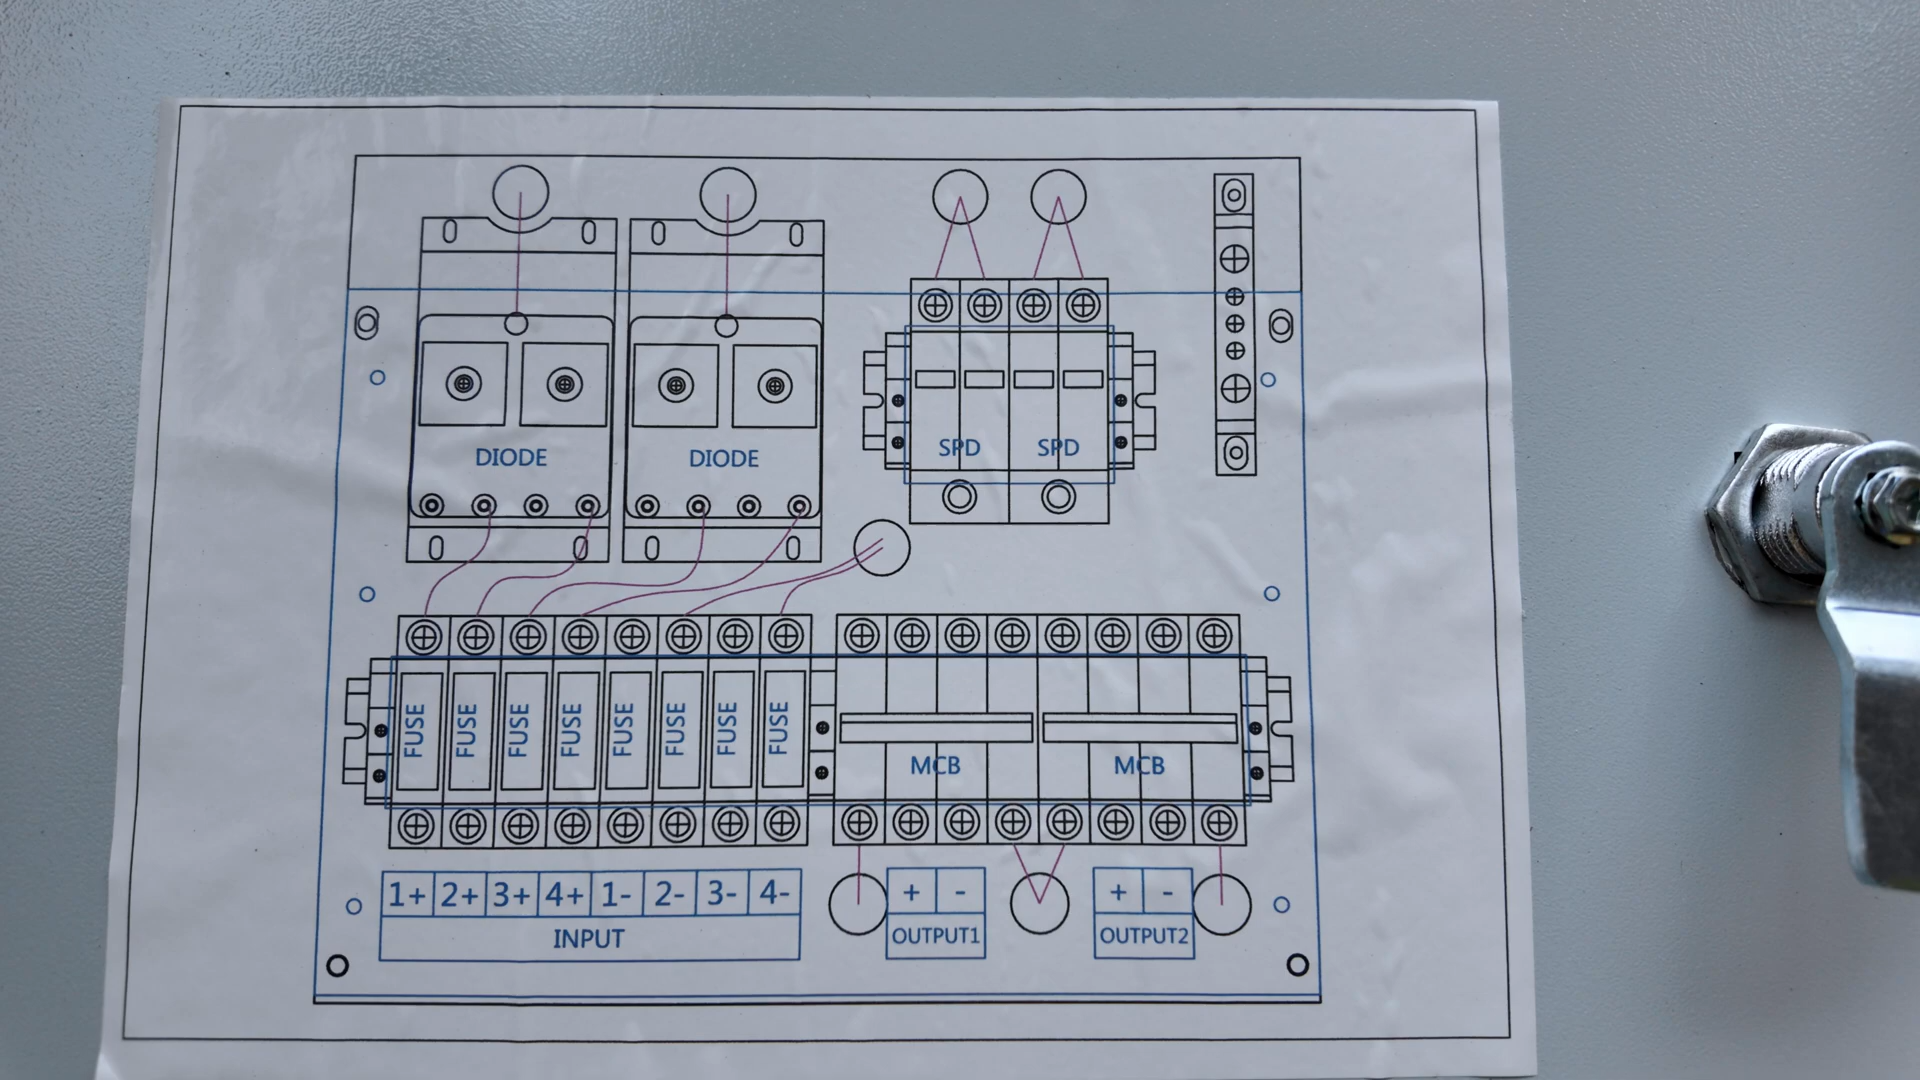 DIODE DIODE
SPD SPD
FUSE FUSE FUSE FUSE FUSE FUSE FUSE FUSE
MCB MCB
1+ 2+ 3+ 4+ 1- 2- 3- 4-
INPUT
+ -
OUTPUT1
+ -
OUTPUT2